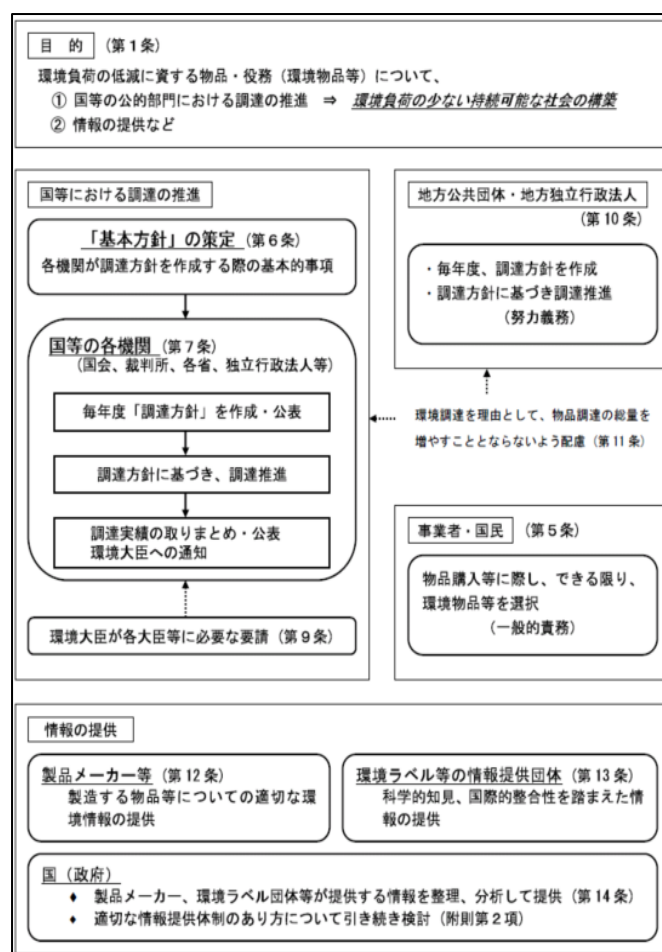 目 的 (第１条)
環境負荷の低減に資する物品・役務（環境物品等）について、
① 国等の公的部門における調達の推進 ⇒ 環境負荷の少ない持続可能な社会の構築
② 情報の提供など
国等における調達の推進
「基本方針」の策定（第６条）
各機関が調達方針を作成する際の基本的事項
国等の各機関（第７条）
（国会、裁判所、各省、独立行政法人等）
毎年度「調達方針」を作成・公表
調達方針に基づき、調達推進
調達実績の取りまとめ・公表
環境大臣への通知
環境大臣が各大臣等に必要な要請（第９条）
地方公共団体・地方独立行政法人
（第 10 条）
・毎年度、調達方針を作成
・調達方針に基づき調達推進
（努力義務）
環境調達を理由として、物品調達の総量を
増やすこととならないよう配慮（第 11 条）
事業者・国民 （第５条）
物品購入等に際し、できる限り、
環境物品等を選択
（一般的責務）
情報の提供
製品メーカー等（第 12 条）
製造する物品等についての適切な環
境情報の提供
環境ラベル等の情報提供団体（第 13 条）
科学的知見、国際的整合性を踏まえた情
報の提供
国（政府）
♦ 製品メーカー、環境ラベル団体等が提供する情報を整理、分析して提供（第 14 条）
♦ 適切な情報提供体制のあり方について引き続き検討（附則第２項）